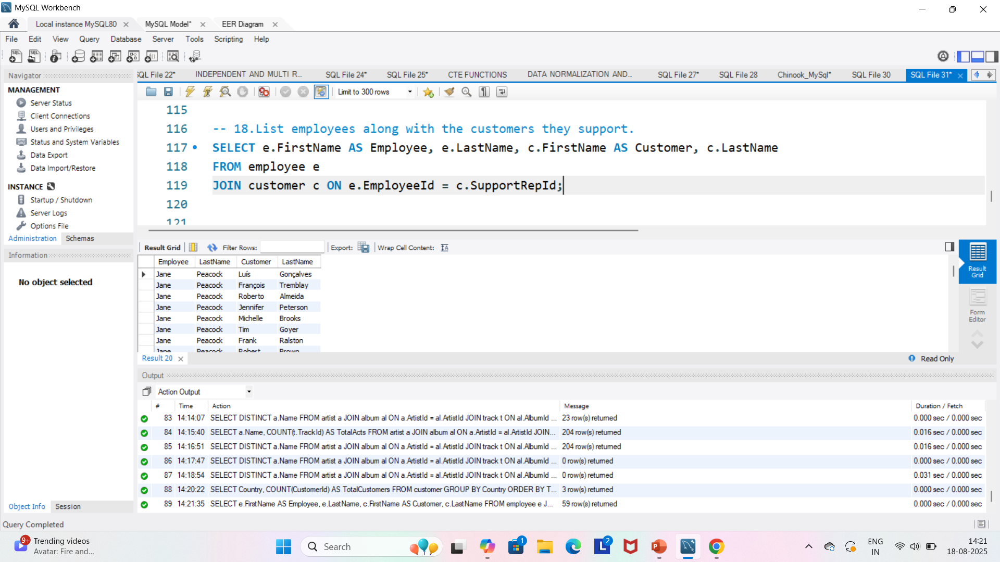 MySQL Workbench
Local instance MySQL80
MySQL Model*
EER Diagram
File Edit View Query Database Server Tools Scripting Help
Navigator
SQL File 22* INDEPENDENT AND MULTI R... SQL File 24* SQL File 25* CTE FUNCTIONS DATA NORMALIZATION AND... SQL File 27* SQL File 28 Chinook_MySql* SQL File 30 SQL File 31*
MANAGEMENT
Server Status
Client Connections
Users and Privileges
Status and System Variables
Data Export
Data Import/Restore
INSTANCE
Startup / Shutdown
Server Logs
Options File
Administration Schemas
Information
No object selected
Object Info Session
Limit to 300 rows
115
116 -- 18.List employees along with the customers they support.
117 SELECT e.FirstName AS Employee, e.LastName, c.FirstName AS Customer, c.LastName
118 FROM employee e
119 JOIN customer c ON e.EmployeeId = c.SupportRepId;
120
121
Result Grid Filter Rows: Export: Wrap Cell Content:
Employee LastName Customer LastName
Jane Peacock Luís Gonçalves
Jane Peacock François Tremblay
Jane Peacock Roberto Almeida
Jane Peacock Jennifer Peterson
Jane Peacock Michelle Brooks
Jane Peacock Tim Goyer
Jane Peacock Frank Ralston
Jane Peacock Robert Brown
Result Grid
Form Editor
Result 20
Read Only
Output
Action Output
# Time Action Message Duration / Fetch
83 14:14:07 SELECT DISTINCT a.Name FROM artist a JOIN album al ON a.ArtistId = al.ArtistId JOIN track t ON al.AlbumId ... 23 row(s) returned 0.000 sec / 0.000 sec
84 14:15:40 SELECT a.Name, COUNT(t.TrackId) AS TotalActs FROM artist a JOIN album al ON a.ArtistId = al.ArtistId JOIN... 204 row(s) returned 0.016 sec / 0.000 sec
85 14:16:51 SELECT DISTINCT a.Name FROM artist a JOIN album al ON a.ArtistId = al.ArtistId JOIN track t ON al.AlbumId ... 204 row(s) returned 0.016 sec / 0.000 sec
86 14:17:47 SELECT DISTINCT a.Name FROM artist a JOIN album al ON a.ArtistId = al.ArtistId JOIN track t ON al.AlbumId ... 0 row(s) returned 0.000 sec / 0.000 sec
87 14:18:54 SELECT DISTINCT a.Name FROM artist a JOIN album al ON a.ArtistId = al.ArtistId JOIN track t ON al.AlbumId ... 0 row(s) returned 0.031 sec / 0.000 sec
88 14:20:22 SELECT Country, COUNT(CustomerId) AS TotalCustomers FROM customer GROUP BY Country ORDER BY T... 3 row(s) returned 0.000 sec / 0.000 sec
89 14:21:35 SELECT e.FirstName AS Employee, e.LastName, c.FirstName AS Customer, c.LastName FROM employee e J... 59 row(s) returned 0.000 sec / 0.000 sec
Query Completed
9+
Trending videos
Avatar: Fire and...
Search
1
2
ENG
IN
14:21
18-08-2025